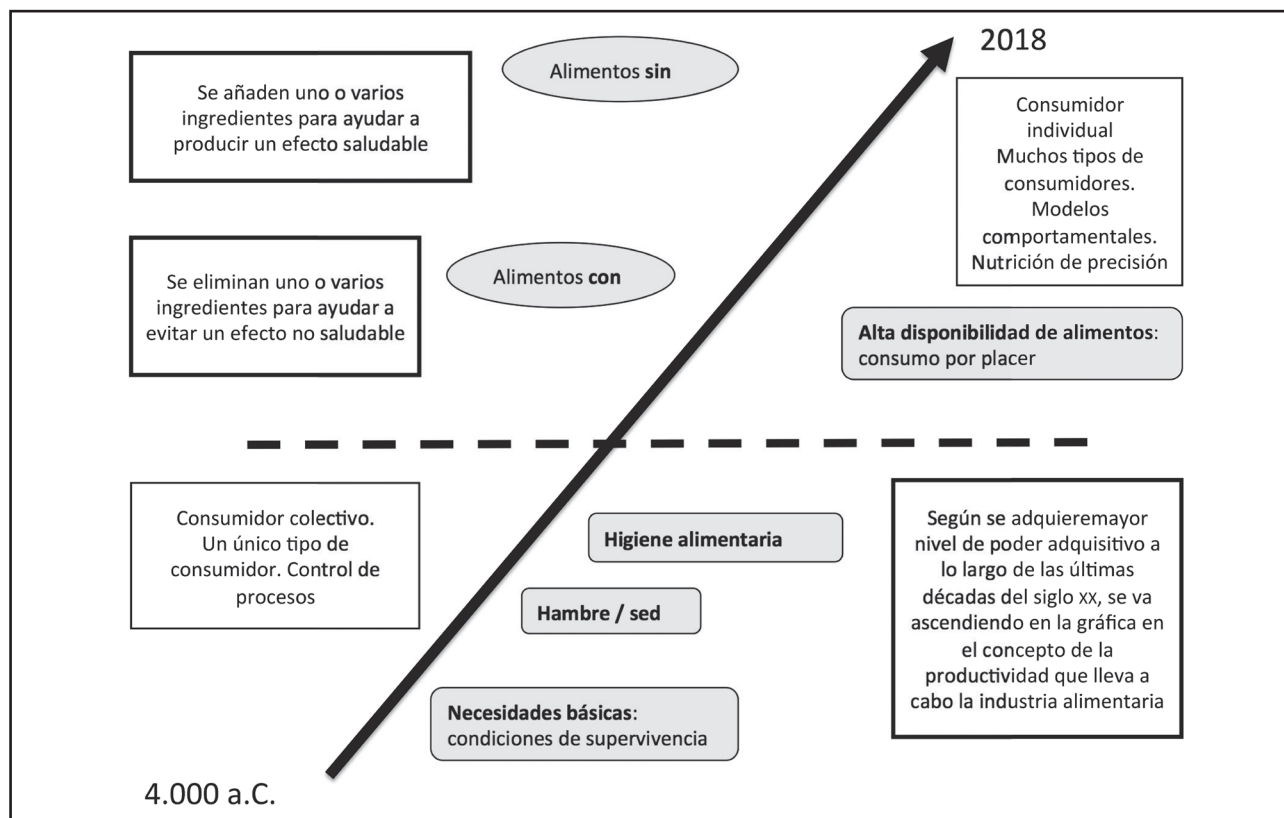 2018
Alimentos sin
Se añaden uno o varios
ingredientes para ayudar a
producir un efecto saludable
Consumidor
individual
Muchos tipos de
consumidores.
Modelos
comportamentales.
Nutrición de precisión
Alimentos con
Se eliminan uno o varios
ingredientes para ayudar a
evitar un efecto no saludable
Alta disponibilidad de alimentos:
consumo por placer
Consumidor colectivo.
Un único tipo de
consumidor. Control de
procesos
Higiene alimentaria
Hambre / sed
Necesidades básicas:
condiciones de supervivencia
Según se adquieremayor
nivel de poder adquisitivo a
lo largo de las últimas
décadas del siglo XX, se va
ascendiendo en la gráfica en
el concepto de la
productividad que lleva a
cabo la industria alimentaria
4.000 a.C.